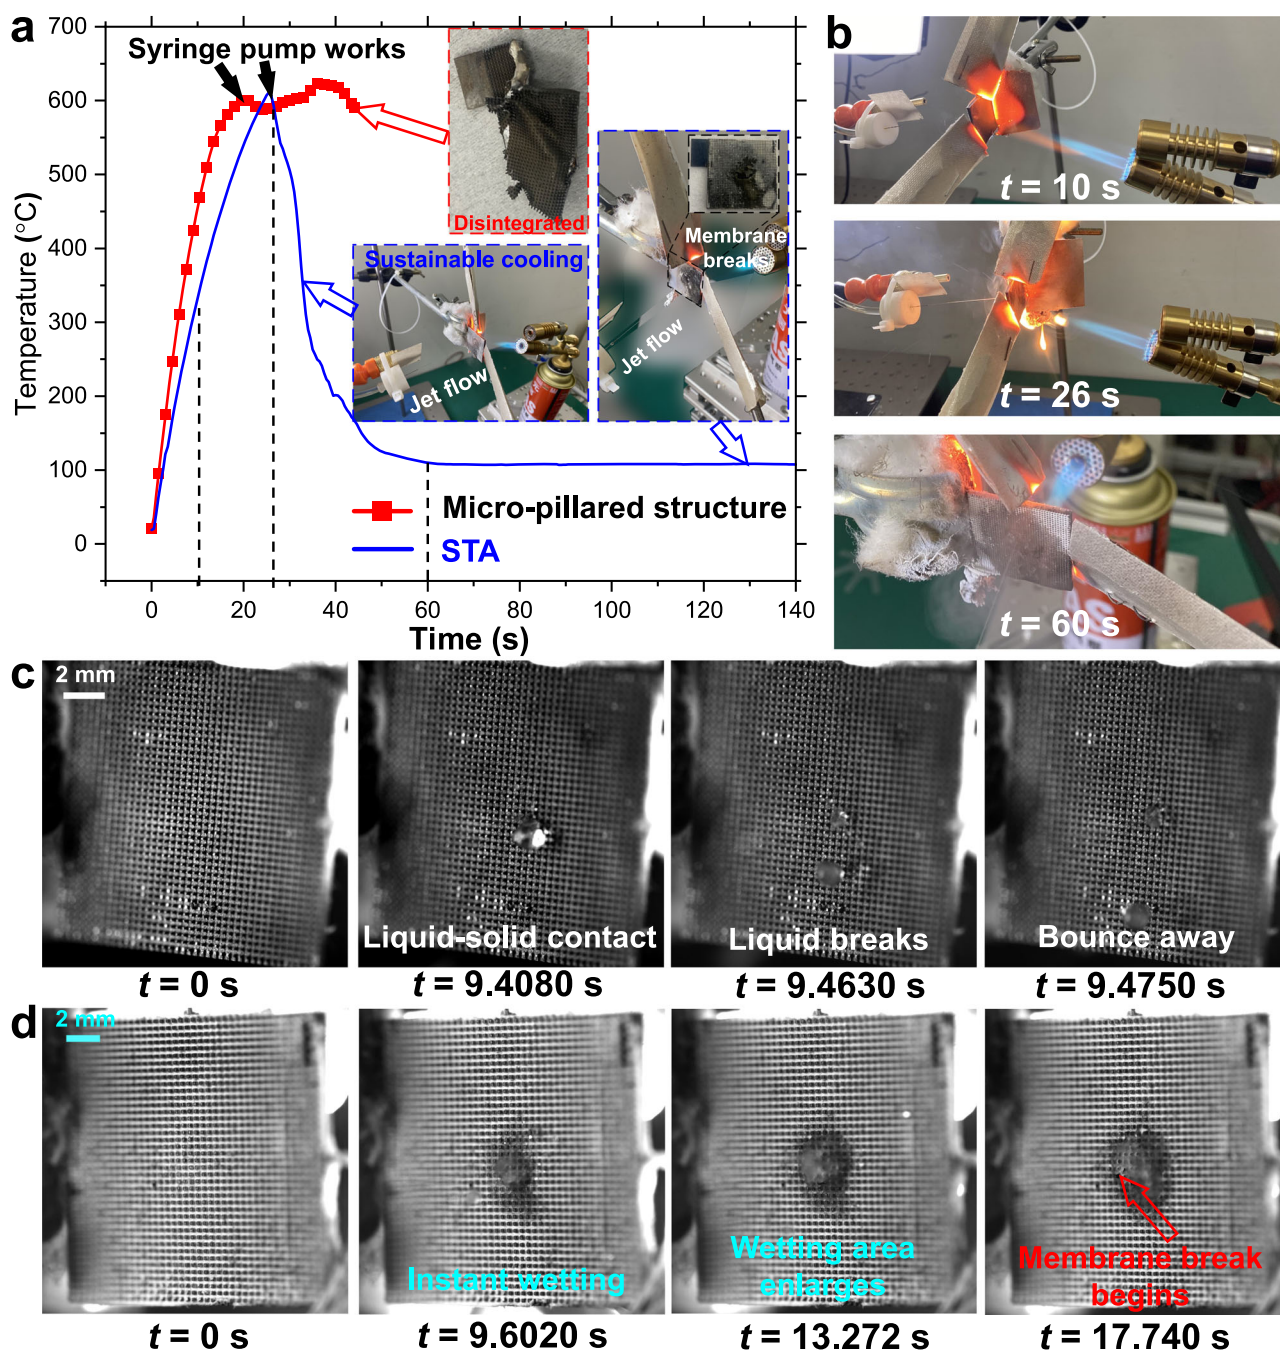 a
700
600
500
400
300
200
100
0
Temperature (°C)
0
20
40
60
80
100
120
140
Time (s)
Syringe pump works
Disintegrated
Sustainable cooling
Jet flow
Membrane
breaks
Jet flow
Micro-pillared structure
STA
b
t = 10 s
t = 26 s
t = 60 s
c
2 mm
Liquid-solid contact
Liquid breaks
Bounce away
t = 0 s
t = 9.4080 s
t = 9.4630 s
t = 9.4750 s
d
2 mm
Instant wetting
Wetting area
enlarges
Membrane break
begins
t = 0 s
t = 9.6020 s
t = 13.272 s
t = 17.740 s